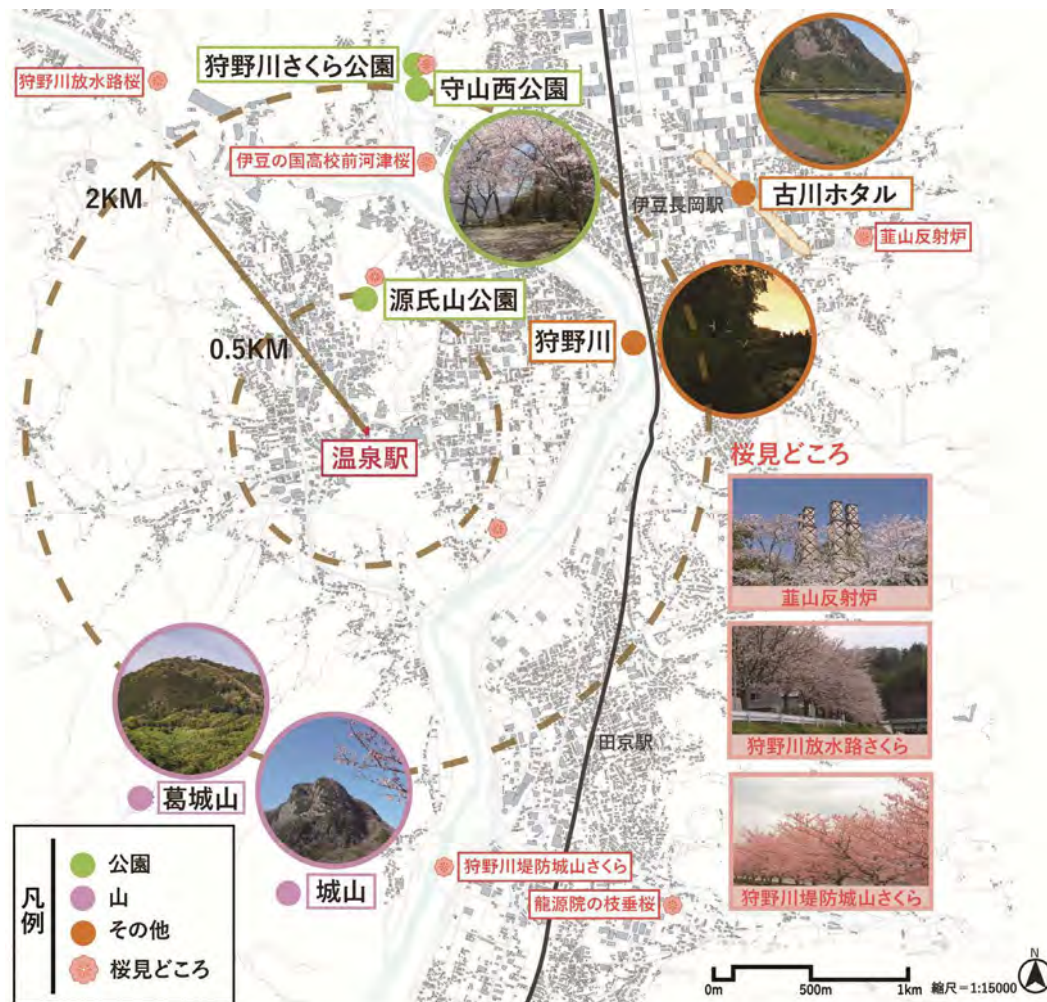 狩野川さくら公園
狩野川放水路桜
守山西公園
伊豆の国高校前河津桜
2KM
古川ホタル
伊豆長岡駅
韮山反射炉
源氏山公園
0.5KM
狩野川
温泉駅
桜見どころ
韮山反射炉
狩野川放水路さくら
田京駅
葛城山
狩野川堤防城山さくら
城山
狩野川堤防城山さくら
龍源院の枝垂桜
凡例
公園
山
その他
桜見どころ
N
0m 500m 1km 縮尺=1:15000